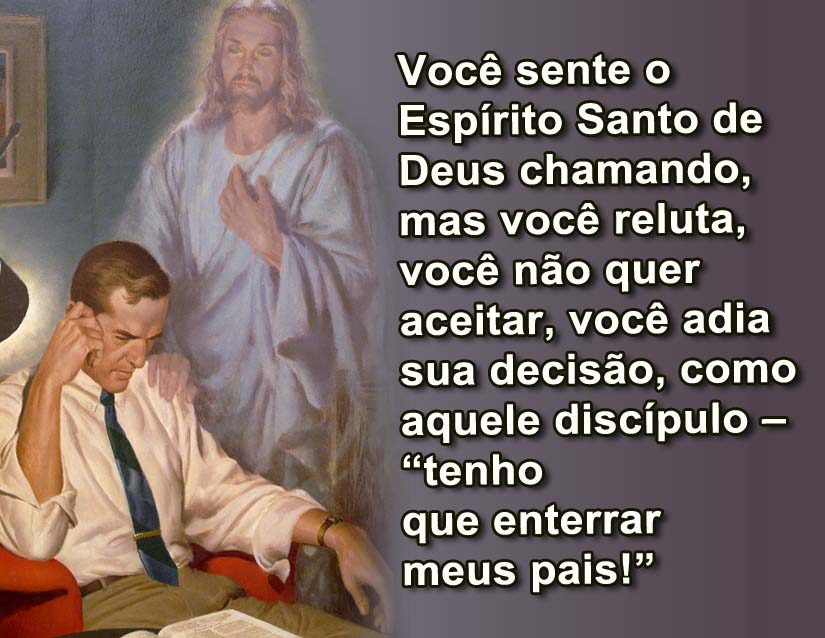 Você sente o
Espírito Santo de
Deus chamando,
mas você reluta,
você não quer
aceitar, você adia
sua decisão, como
aquele discípulo –
“tenho
que enterrar
meus pais!”